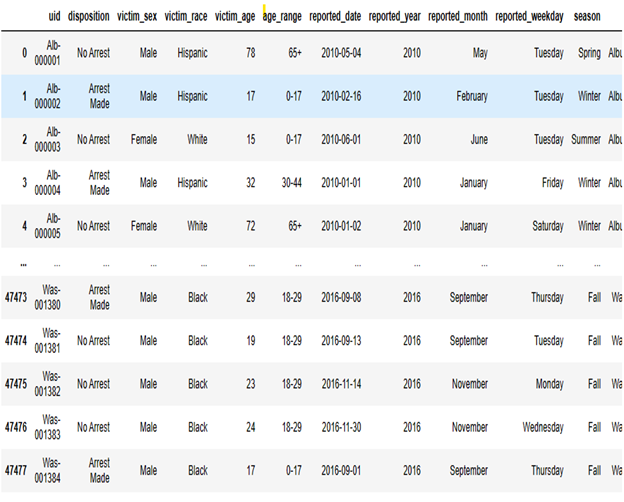 uid disposition victim_sex victim_race victim_age age_range reported_date reported_year reported_month reported_weekday season
0 Alb-000001 No Arrest Male Hispanic 78 65+ 2010-05-04 2010 May Tuesday Spring Albu
1 Alb-000002 Arrest Made Male Hispanic 17 0-17 2010-02-16 2010 February Tuesday Winter Albu
2 Alb-000003 No Arrest Female White 15 0-17 2010-06-01 2010 June Tuesday Summer Albu
3 Alb-000004 Arrest Made Male Hispanic 32 30-44 2010-01-01 2010 January Friday Winter Albu
4 Alb-000005 No Arrest Female White 72 65+ 2010-01-02 2010 January Saturday Winter Albu
... ... ... ... ... ... ... ... ... ... ... ...
47473 Was-001380 Arrest Made Male Black 29 18-29 2016-09-08 2016 September Thursday Fall Wa
47474 Was-001381 No Arrest Male Black 19 18-29 2016-09-13 2016 September Tuesday Fall Wa
47475 Was-001382 No Arrest Male Black 23 18-29 2016-11-14 2016 November Monday Fall Wa
47476 Was-001383 No Arrest Male Black 24 18-29 2016-11-30 2016 November Wednesday Fall Wa
47477 Was-001384 Arrest Made Male Black 17 0-17 2016-09-01 2016 September Thursday Fall Wa